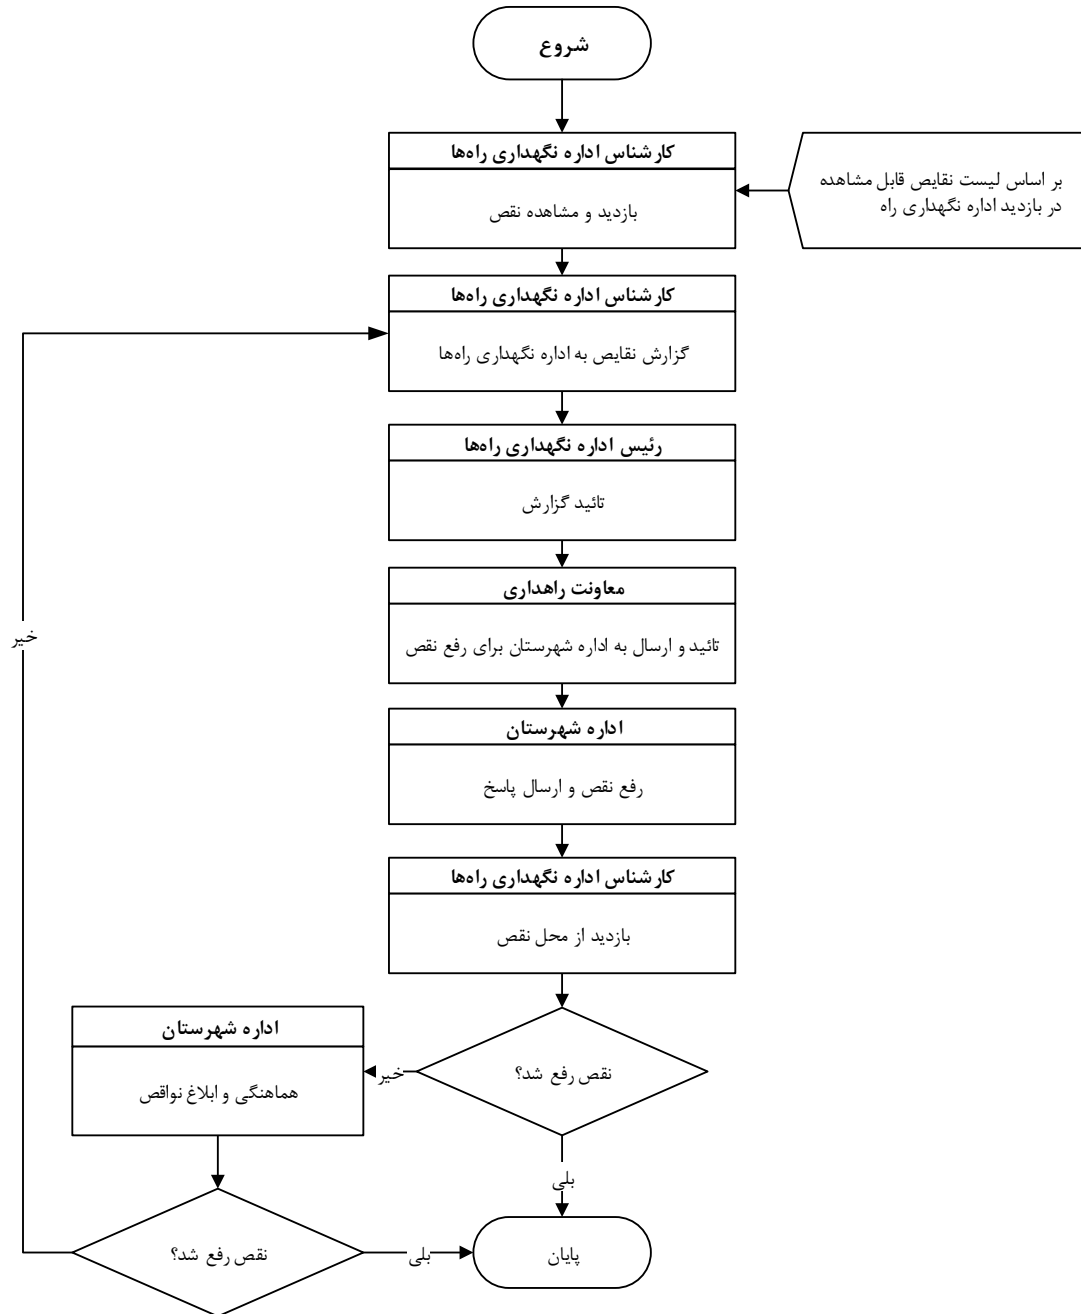 شروع
کارشناس اداره نگهداری راه‌ها
بازدید و مشاهده نقص
بر اساس لیست نقایص قابل مشاهده
در بازدید اداره نگهداری راه
کارشناس اداره نگهداری راه‌ها
گزارش نقایص به اداره نگهداری راه‌ها
رئیس اداره نگهداری راه‌ها
تائید گزارش
معاونت راهداری
تائید و ارسال به اداره شهرستان برای رفع نقص
اداره شهرستان
رفع نقص و ارسال پاسخ
کارشناس اداره نگهداری راه‌ها
بازدید از محل نقص
نقص رفع شد؟
خیر
اداره شهرستان
هماهنگی و ابلاغ نواقص
بلی
نقص رفع شد؟
بلی
پایان
خیر